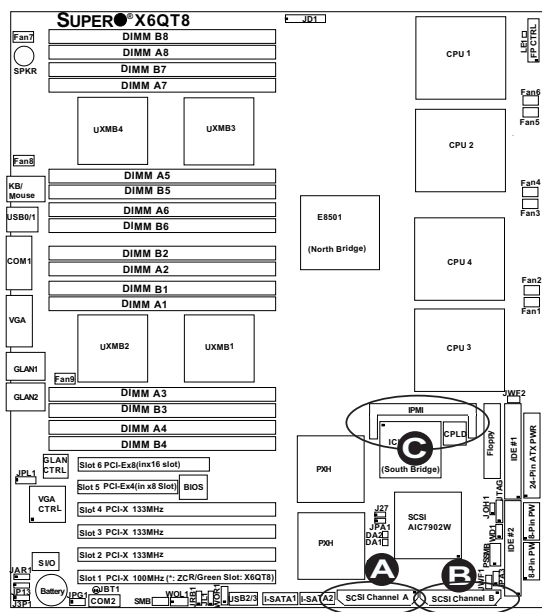 SUPER® X6QT8
JD1
Fan7
SPKR
DIMM B8
DIMM A8
DIMM B7
DIMM A7
CPU 1
LE1
FP CTRL
Fan6
Fan5
UXMB4
UXMB3
CPU 2
Fan8
KB/
Mouse
DIMM A5
DIMM B5
DIMM A6
DIMM B6
Fan4
Fan3
USB0/1
E8501
(North Bridge)
COM1
DIMM B2
DIMM A2
DIMM B1
DIMM A1
CPU 4
Fan2
Fan1
VGA
UXMB2
UXMB1
CPU 3
GLAN1
GLAN2
Fan9
DIMM A3
DIMM B3
DIMM A4
DIMM B4
JWF2
IPMI
CPLD
C
(South Bridge)
Floppy
IDE #1
24-Pin ATX PWR
GLAN
CTRL
JPL1
VGA
CTRL
Slot 6 PCI-Ex8(inx16 slot)
Slot 5 PCI-Ex4(in x8 Slot)
BIOS
Slot 4 PCI-X 133MHz
Slot 3 PCI-X 133MHz
Slot 2 PCI-X 133MHz
Slot 1 PCI-X 100MHz (*: ZCR/Green Slot: X6QT8)
PXH
PXH
J27
JPA1
DA2
DA1
SCSI
AIC7902W
JTAG
JOH1
WD1
IDE #2
8-Pin PW
8-Pin PW
PSSMB
S I/O
JAR1
JP13
J3P1
Battery
JPG1
JBT1
COM2
SMB
WOL1
WOR1
USB2/3
I-SATA1
I-SATA2
A
SCSI Channel A
B
SCSI Channel B